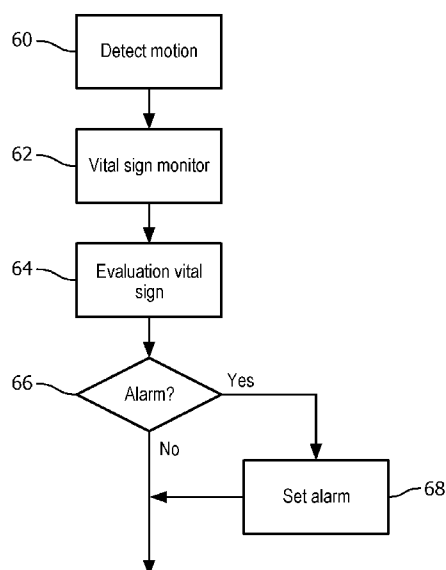 60
Detect motion
62
Vital sign monitor
64
Evaluation vital
sign
66
Alarm?
Yes
No
Set alarm
68